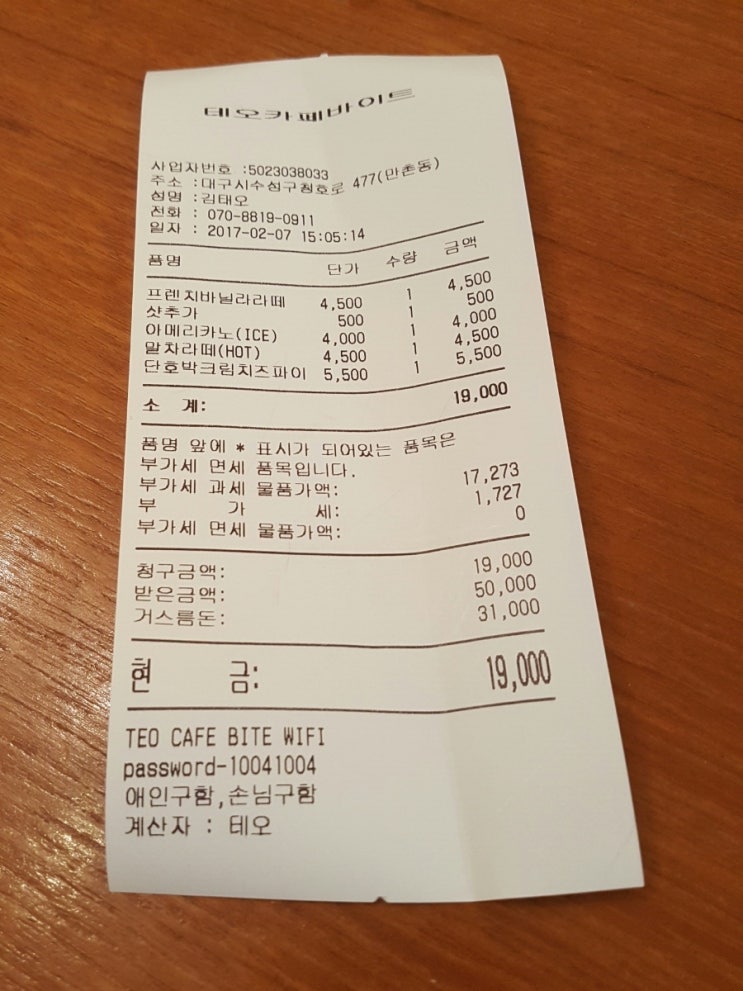 테오카페바이트
사업자번호 :5023038033
주소 :대구시수성구청호로 477(만촌동)
성명 :김태오
전화 : 070-8819-0911
일자 : 2017-02-07 15:05:14
품명 단가 수량 금액
프렌치바닐라라떼 4,500 1 4,500
샷추가 500 1 500
아메리카노(ICE) 4,000 1 4,000
말차라떼(HOT) 4,500 1 4,500
단호박크림치즈파이 5,500 1 5,500
소 계: 19,000
품명 앞에 * 표시가 되어있는 품목은
부가세 면세 품목입니다.
부가세 과세 물품가액: 17,273
부 가 세: 1,727
부가세 면세 물품가액: 0
청구금액: 19,000
받은금액: 50,000
거스름돈: 31,000
현 금: 19,000
TEO CAFE BITE WIFI
password-10041004
애인구함,손님구함
계산자 : 테오